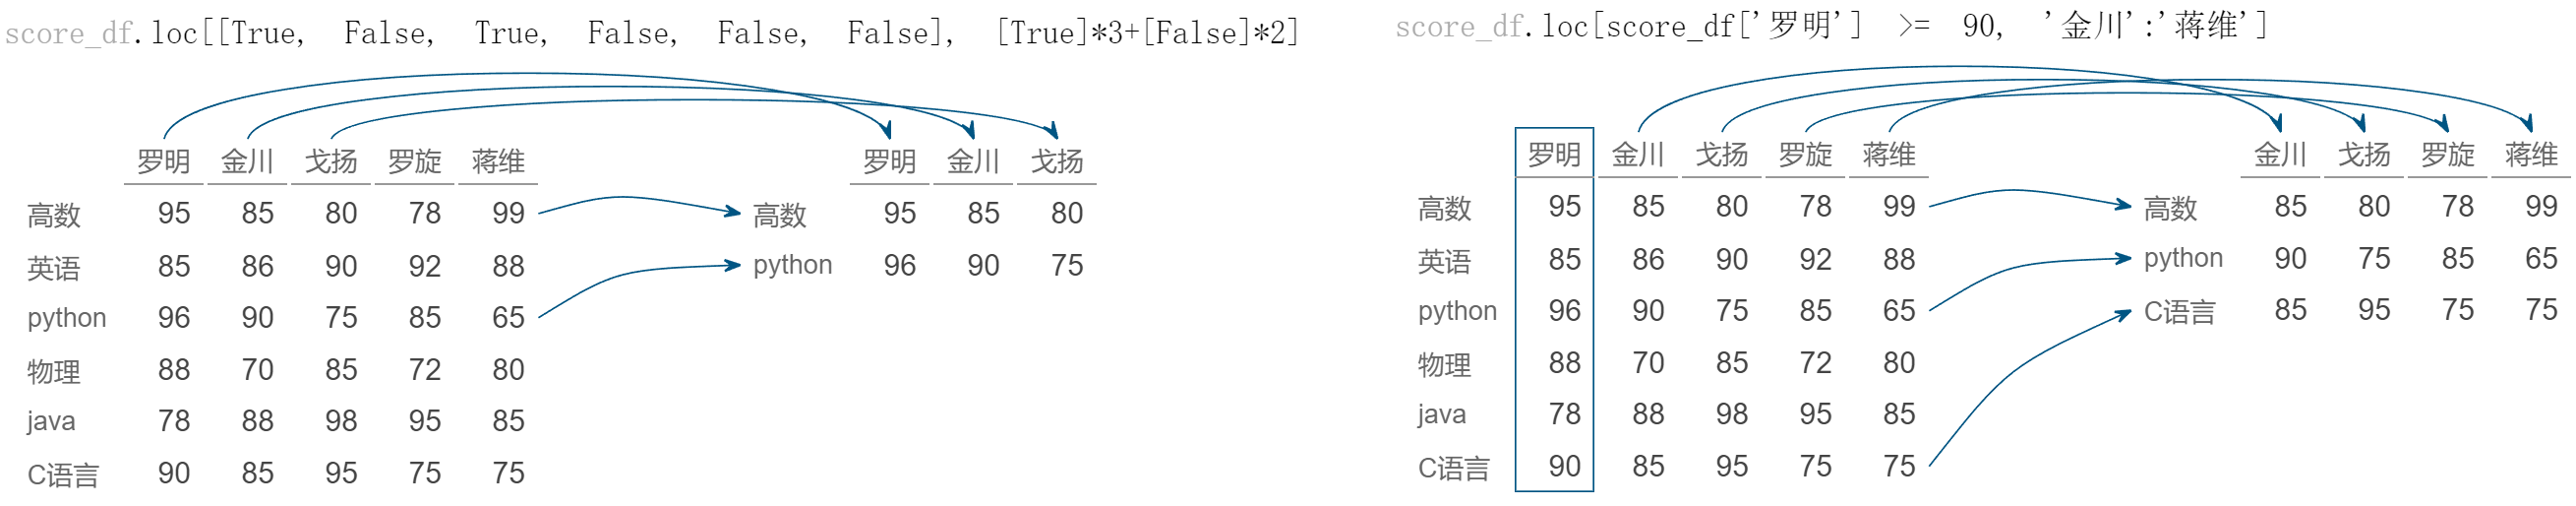 score_df.loc[[True, False, True, False, False, False], [True]*3+[False]*2]
罗明 金川 戈扬 罗旋 蒋维
高数 95 85 80 78 99
英语 85 86 90 92 88
python 96 90 75 85 65
物理 88 70 85 72 80
java 78 88 98 95 85
C语言 90 85 95 75 75
罗明 金川 戈扬
高数 95 85 80
python 96 90 75
score_df.loc[score_df['罗明'] >= 90, '金川':'蒋维']
罗明 金川 戈扬 罗旋 蒋维
高数 95 85 80 78 99
英语 85 86 90 92 88
python 96 90 75 85 65
物理 88 70 85 72 80
java 78 88 98 95 85
C语言 90 85 95 75 75
金川 戈扬 罗旋 蒋维
高数 85 80 78 99
python 90 75 85 65
C语言 85 95 75 75